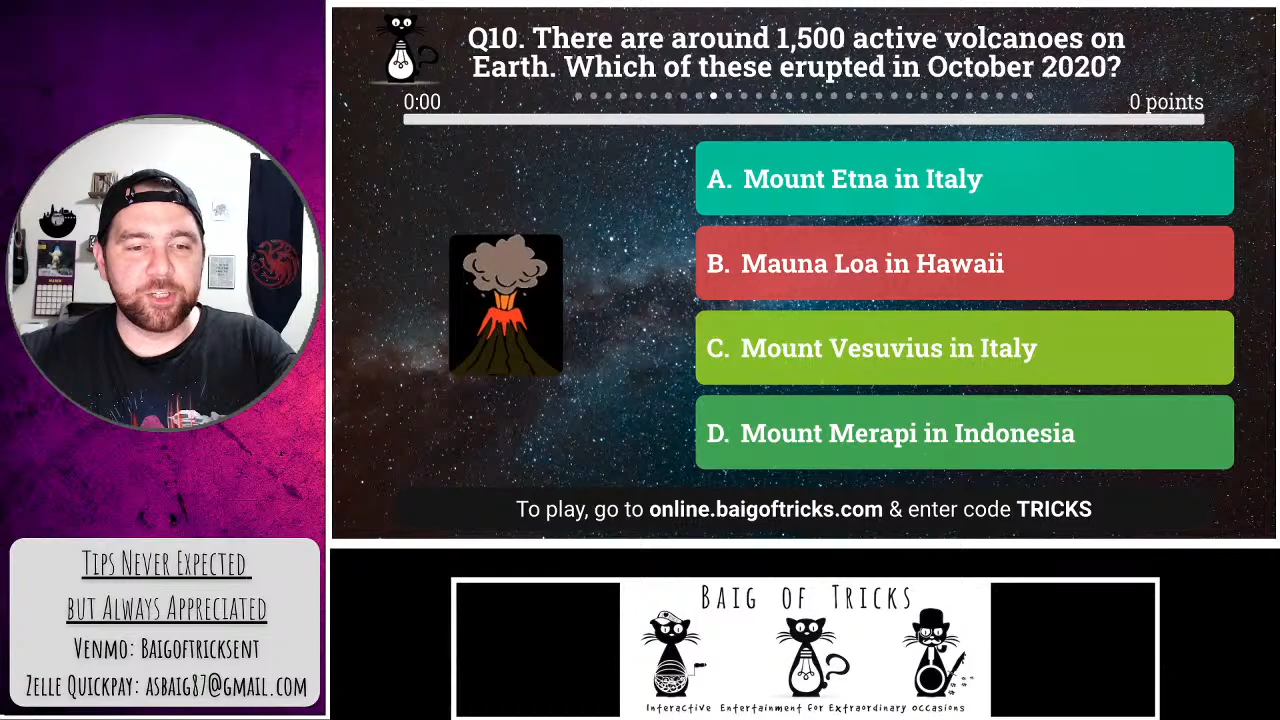 Q10. There are around 1,500 active volcanoes on
Earth. Which of these erupted in October 2020?
0:00
0 points
A. Mount Etna in Italy
B. Mauna Loa in Hawaii
C. Mount Vesuvius in Italy
D. Mount Merapi in Indonesia
To play, go to online.baigoftricks.com & enter code TRICKS
Tips Never Expected
but Always Appreciated
Venmo: Baigoftricksent
Zelle Quickpay: asbaig87@gmail.com
Baig of Tricks
Interactive Entertainment for Extraordinary Occasions